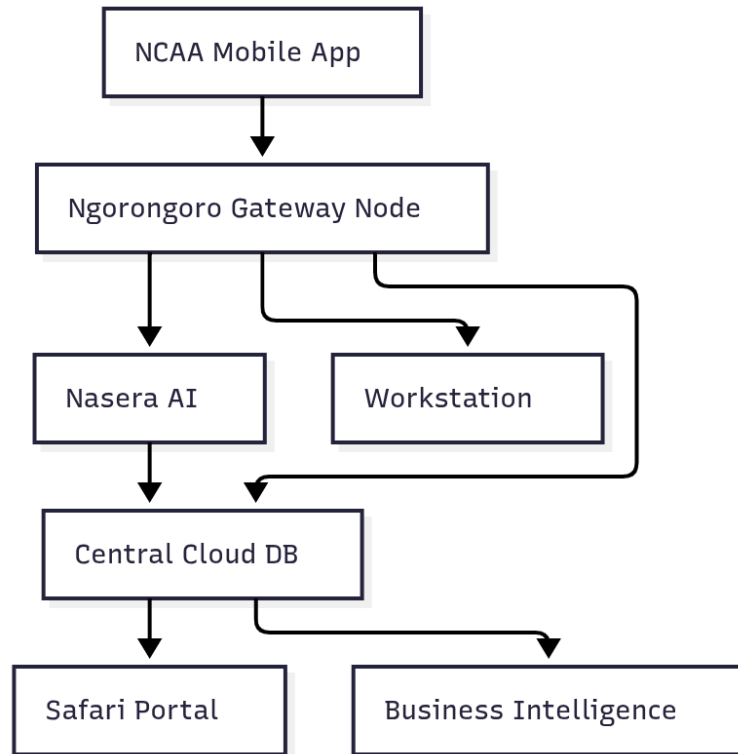 NCAA Mobile App
Ngorongoro Gateway Node
Nasera AI
Workstation
Central Cloud DB
Safari Portal
Business Intelligence